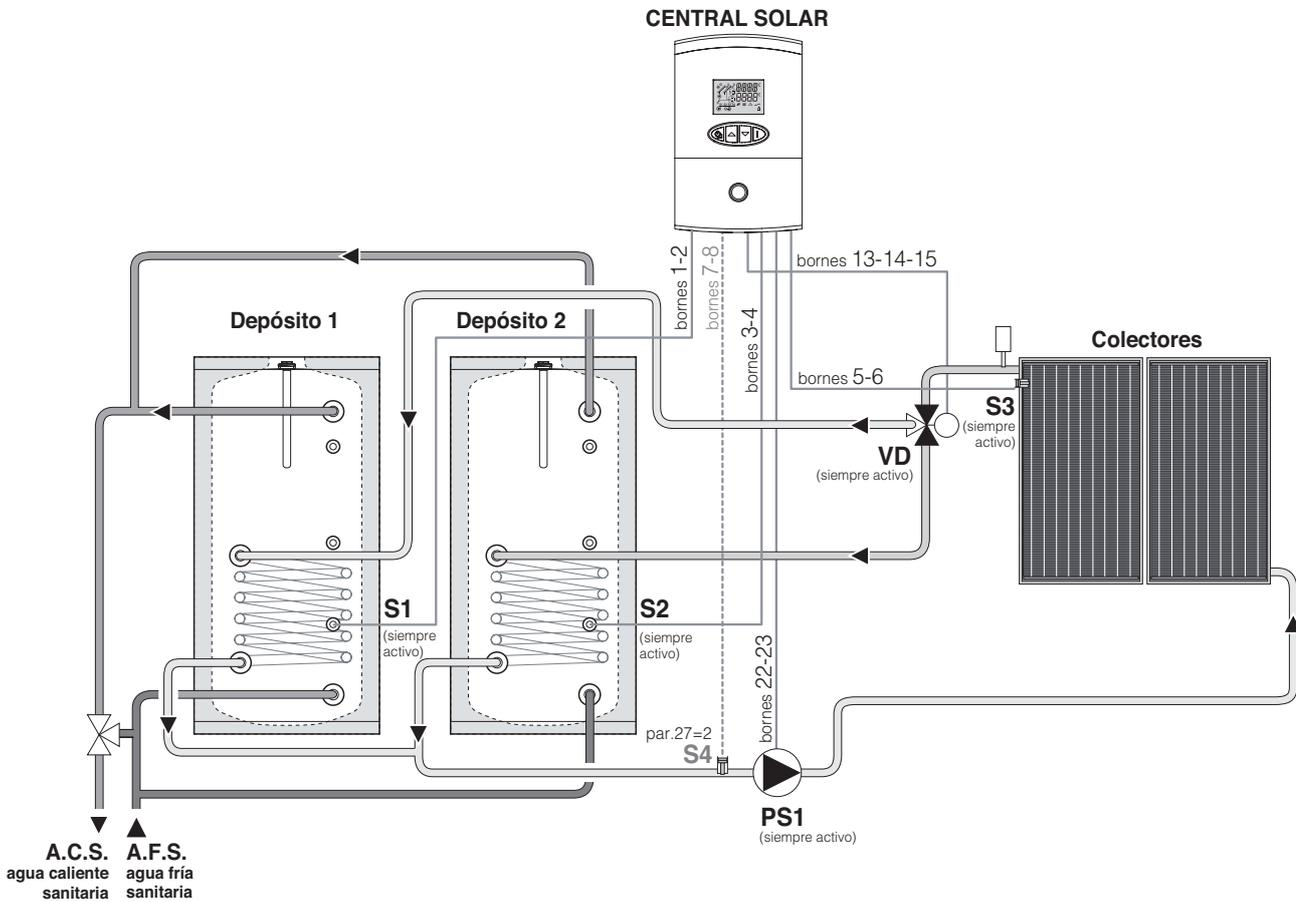 CENTRAL SOLAR
bornes 1-2
bornes 7-8
bornes 3-4
bornes 13-14-15
bornes 5-6
Depósito 1
Depósito 2
Colectores
S3
(siempre
activo)
VD
(siempre activo)
S1
(siempre
activo)
S2
(siempre
activo)
bornes 22-23
par.27=2
S4
PS1
(siempre activo)
A.C.S.
agua caliente
sanitaria
A.F.S.
agua fría
sanitaria